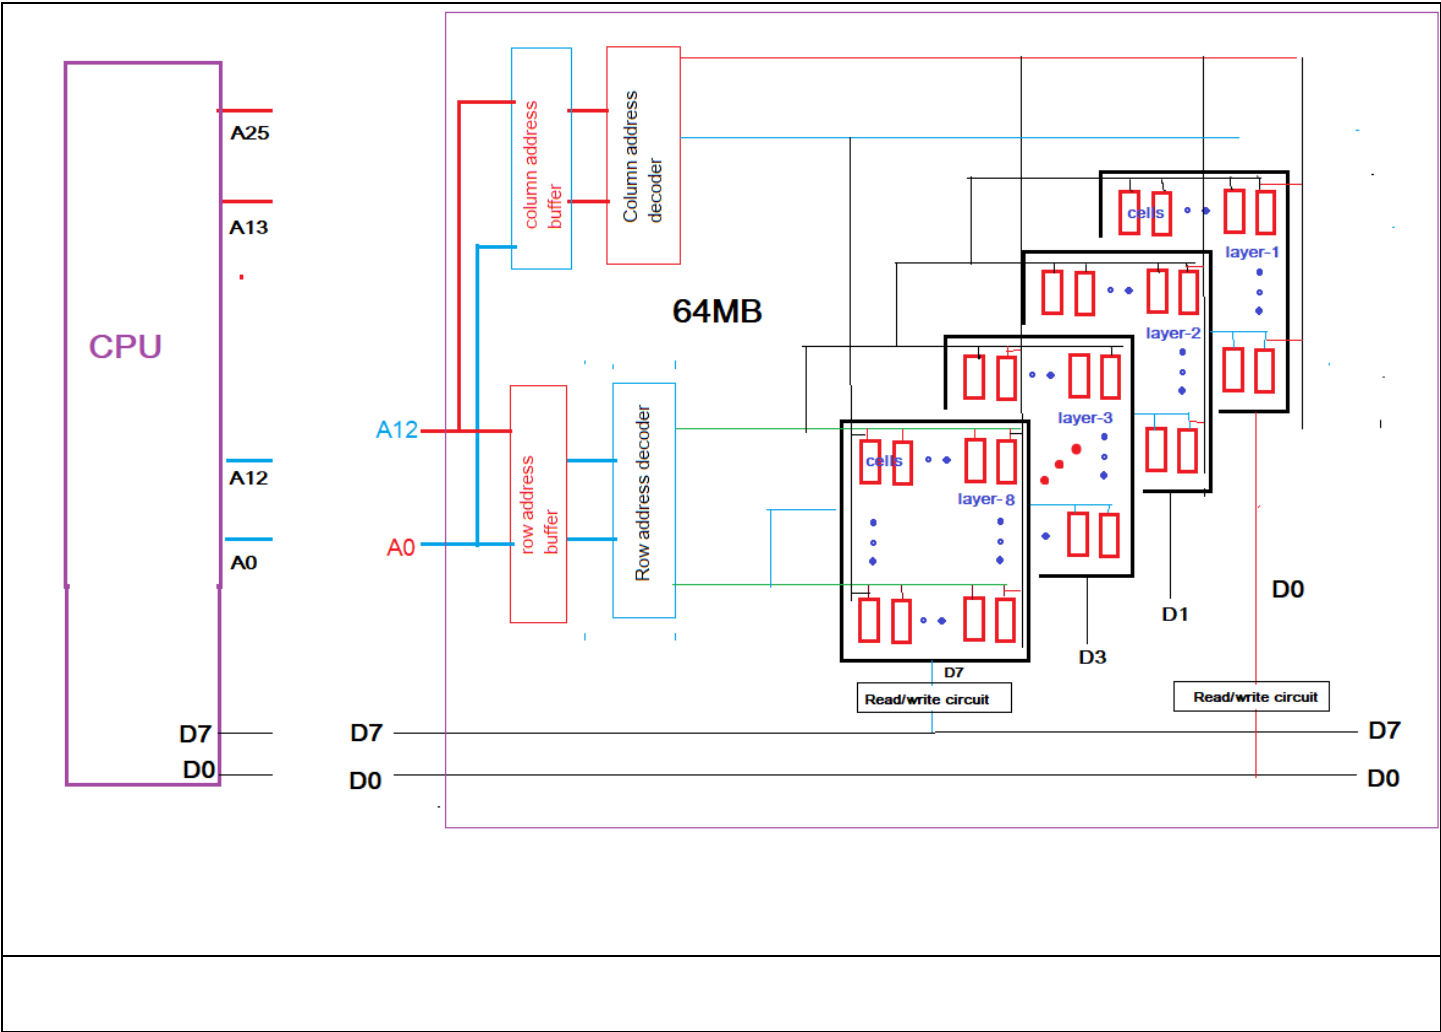 A25
A13
CPU
A12
A0
D7
D0
A12
A0
D7
D0
column address
buffer
Column address
decoder
64MB
row address
buffer
Row address decoder
cells
layer-1
layer-2
layer-3
cells
layer-8
D0
D1
D3
D7
Read/write circuit
Read/write circuit
D7
D0